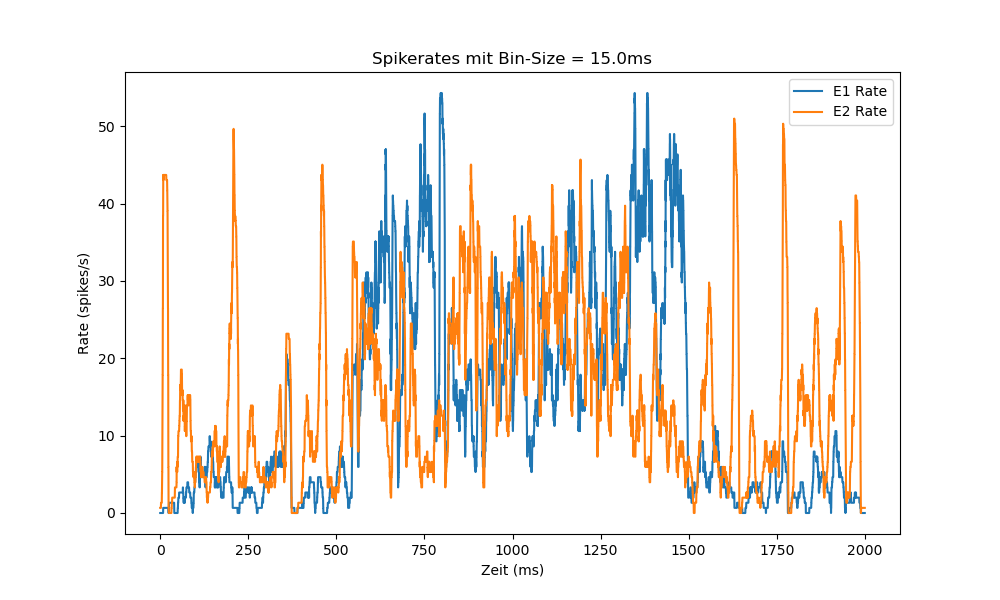 Spikerates mit Bin-Size = 15.0ms
E1 Rate
E2 Rate
50
40
30
20
10
0
Rate (spikes/s)
0 250 500 750 1000 1250 1500 1750 2000
Zeit (ms)